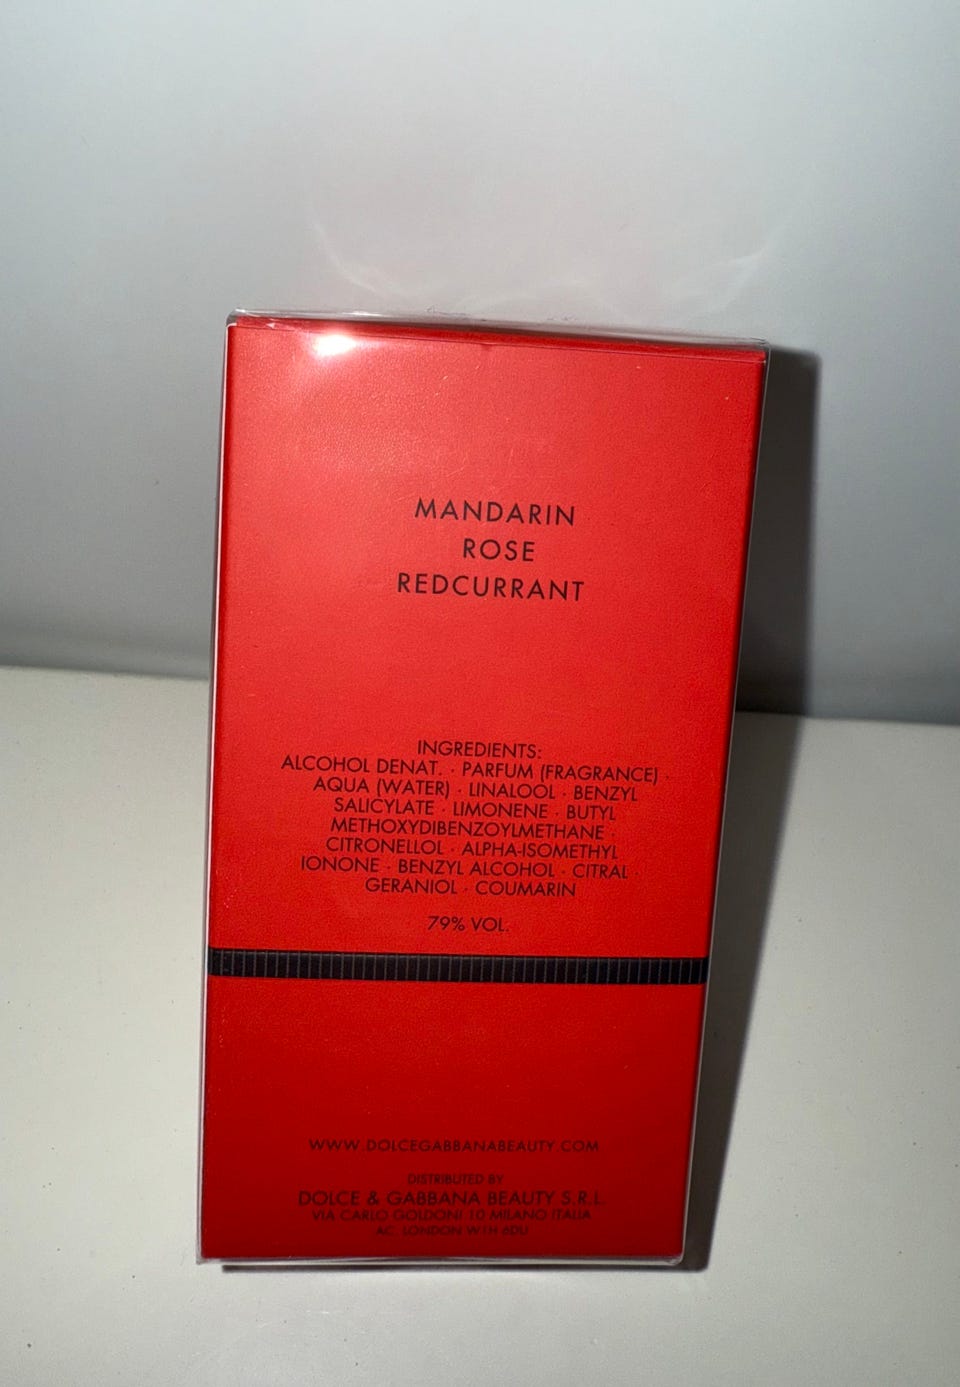 MANDARIN
ROSE
REDCURRANT
INGREDIENTS:
ALCOHOL DENAT. · PARFUM (FRAGRANCE) ·
AQUA (WATER) · LINALOOL · BENZYL
SALICYLATE · LIMONENE · BUTYL
METHOXYDIBENZOYLMETHANE ·
CITRONELLOL · ALPHA-ISOMETHYL
IONONE · BENZYL ALCOHOL · CITRAL ·
GERANIOL · COUMARIN
79% VOL.
WWW.DOLCEGABBANABEAUTY.COM
DISTRIBUTED BY
DOLCE & GABBANA BEAUTY S.R.L.
VIA CARLO GOLDONI 10 MILANO ITALIA
AC. LONDON W1H 6DU